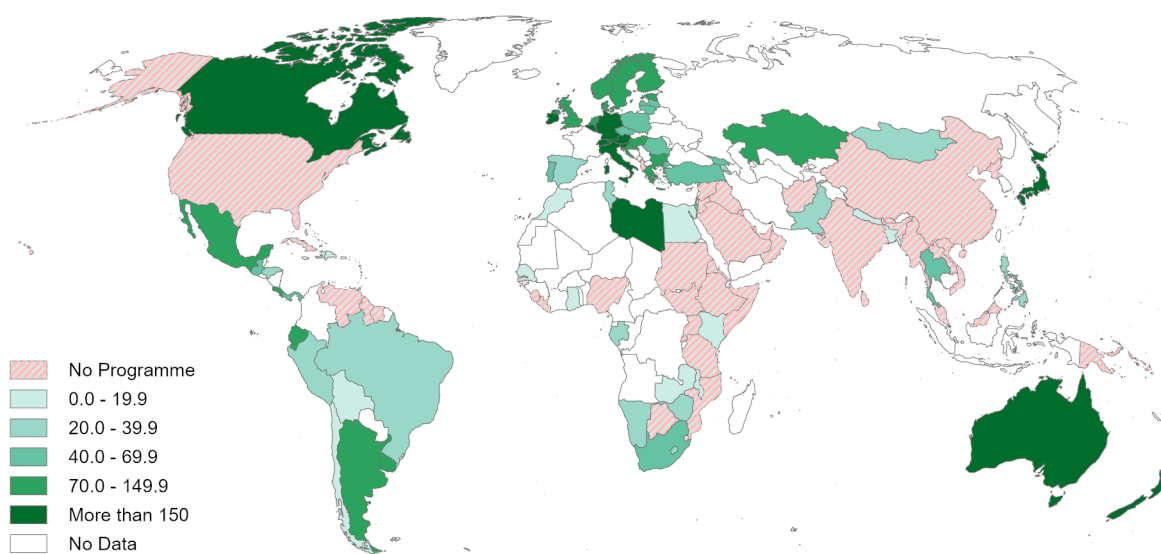 No Programme
0.0 - 19.9
20.0 - 39.9
40.0 - 69.9
70.0 - 149.9
More than 150
No Data